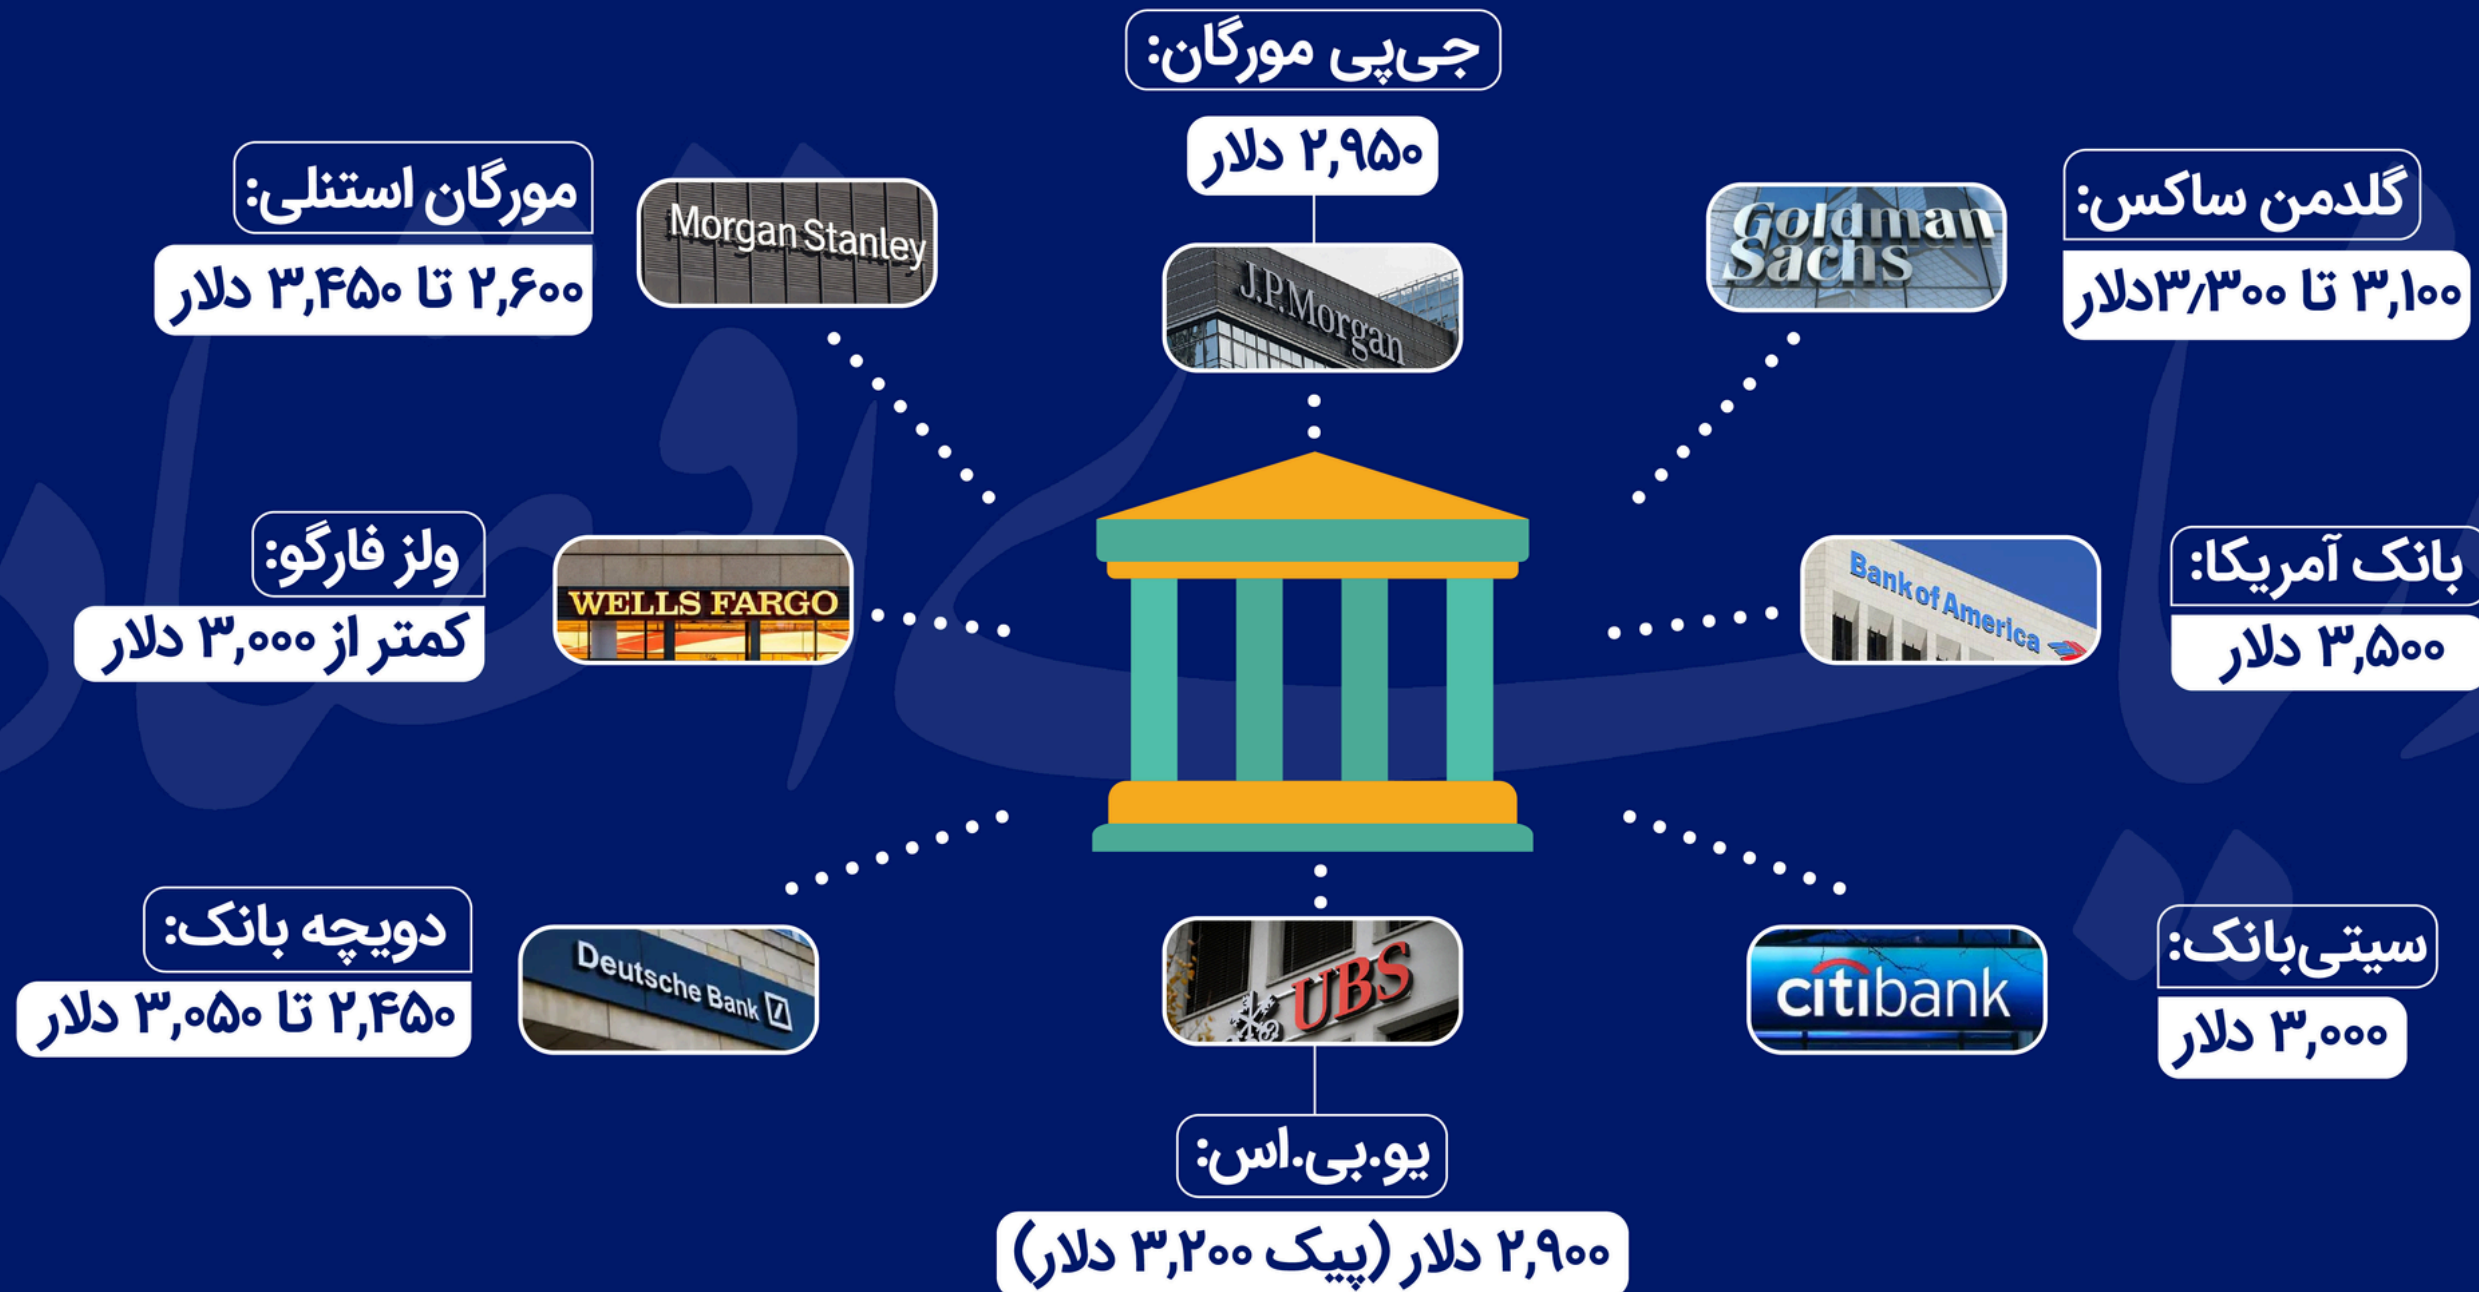 جی‌پی مورگان:
۲,۹۵۰ دلار
J.P.Morgan
گلدمن ساکس:
۳,۱۰۰ تا ۳٫۳۰۰دلار
Goldman
Sachs
مورگان استنلی:
۲,۶۰۰ تا ۳,۴۵۰ دلار
Morgan Stanley
بانک آمریکا:
۳,۵۰۰ دلار
Bank of America
ولز فارگو:
کمتر از ۳,۰۰۰ دلار
WELLS FARGO
سیتی‌بانک:
۳,۰۰۰ دلار
citibank
دویچه بانک:
۲,۴۵۰ تا ۳,۰۵۰ دلار
Deutsche Bank
UBS
یو.بی.اس:
۲,۹۰۰ دلار (پیک ۳,۲۰۰ دلار)